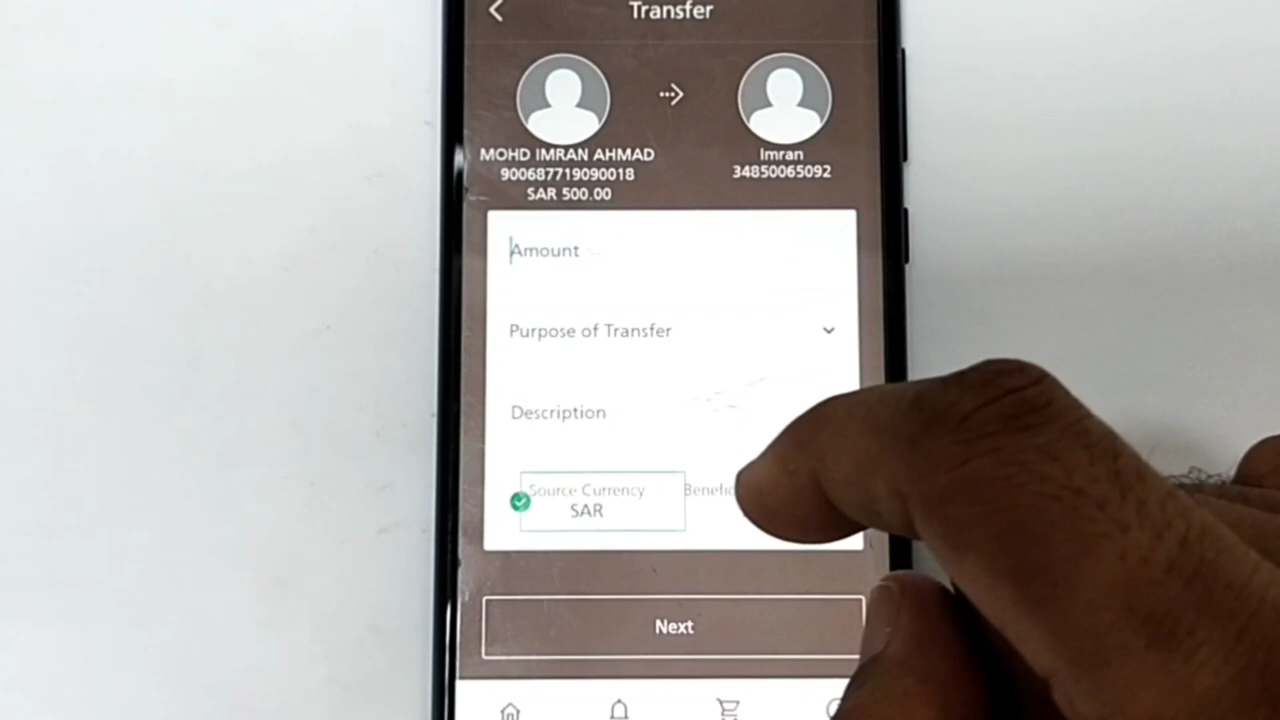 Transfer
MOHD IMRAN AHMAD
900687719090018
SAR 500.00
Imran
34850065092
Amount
Purpose of Transfer
Description
Source Currency
SAR
Next